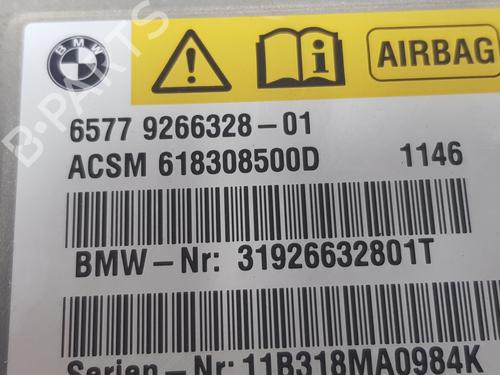 BMW
AIRBAG
6577 9266328-01
ACSM 618308500D 1146
BMW-Nr: 31926632801T
Serien-Nr: 11B318MA0984K
B-PARTS